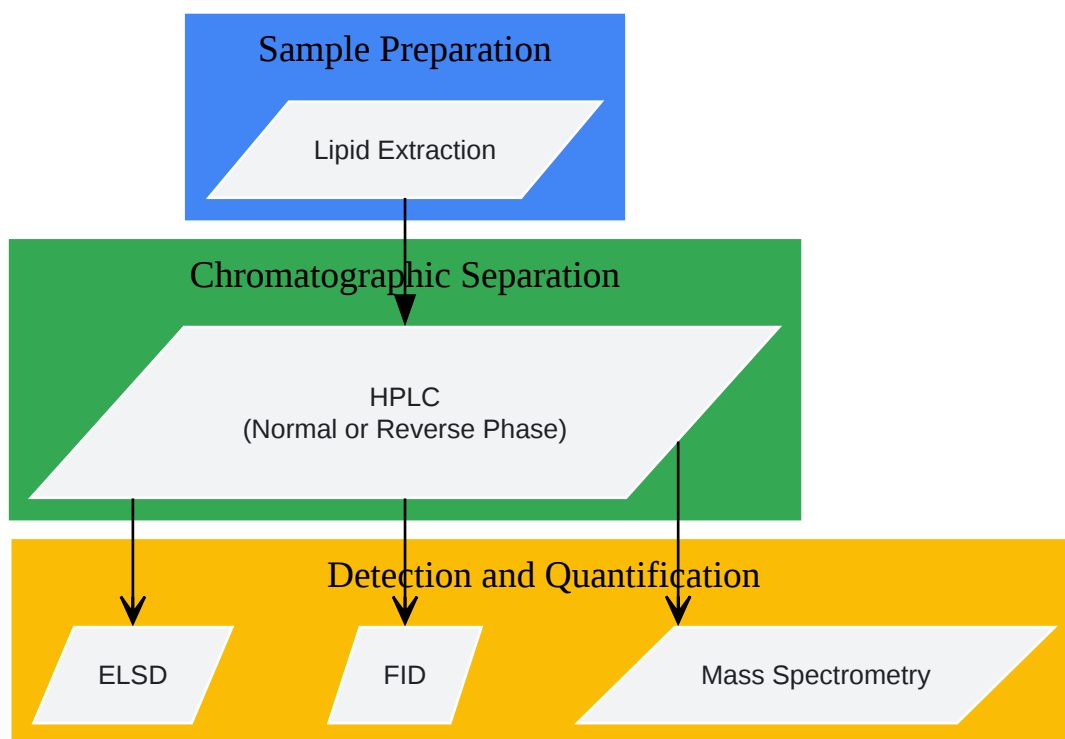 Sample Preparation
Lipid Extraction
Chromatographic Separation
HPLC
(Normal or Reverse Phase)
Detection and Quantification
ELSD
FID
Mass Spectrometry